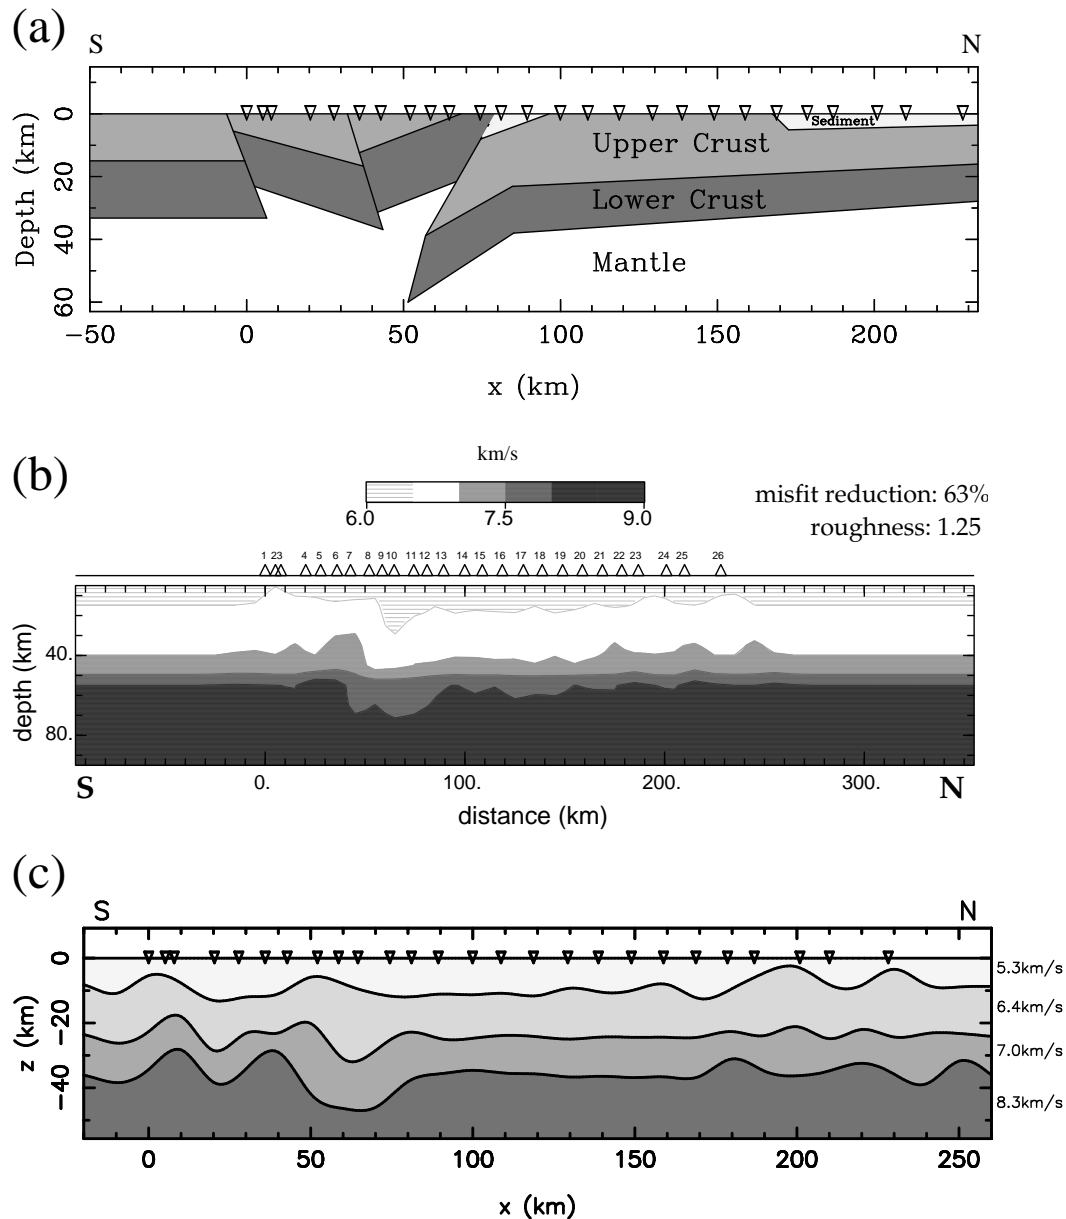 (a)
S N
0
20
40
60
Depth (km)
Sediment
Upper Crust
Lower Crust
Mantle
−50 0 50 100 150 200
x (km)
(b)
km/s
6.0 7.5 9.0
misfit reduction: 63%
roughness: 1.25
1 2 3 4 5 6 7 8 9 10 11 12 13 14 15 16 17 18 19 20 21 22 23 24 25 26
40.
80.
depth (km)
S N
0. 100. 200. 300.
distance (km)
(c)
S N
0
−20
−40
z (km)
5.3km/s
6.4km/s
7.0km/s
8.3km/s
0 50 100 150 200 250
x (km)